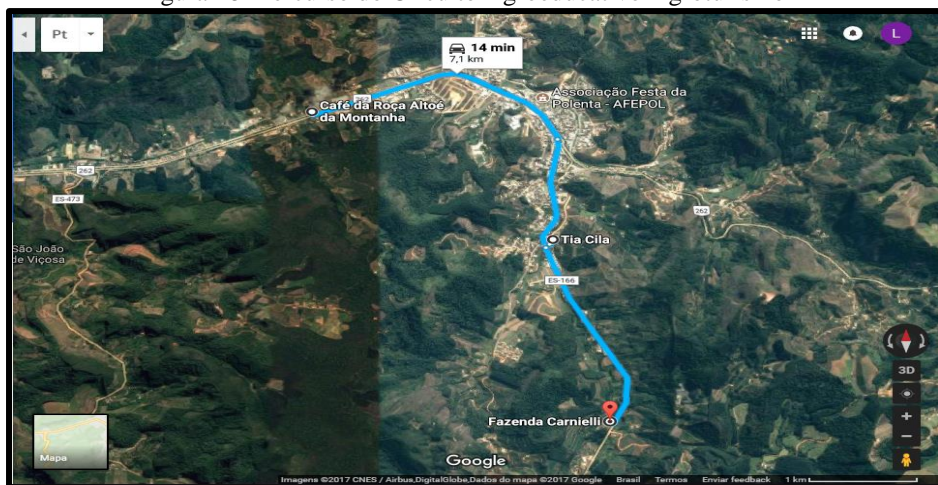 Pt
14 min
7,1 km
L
Associação Festa da
Polenta - AFEPOL
Café da Roça Altoé
da Montanha
262
262
ES-473
262
São João
de Viçosa
Tia Cila
ES-166
3D
Fazenda Carnielli
Mapa
Google
Imagens ©2017 CNES / Airbus,DigitalGlobe,Dados do mapa ©2017 Google Brasil Termos Enviar feedback 1 km